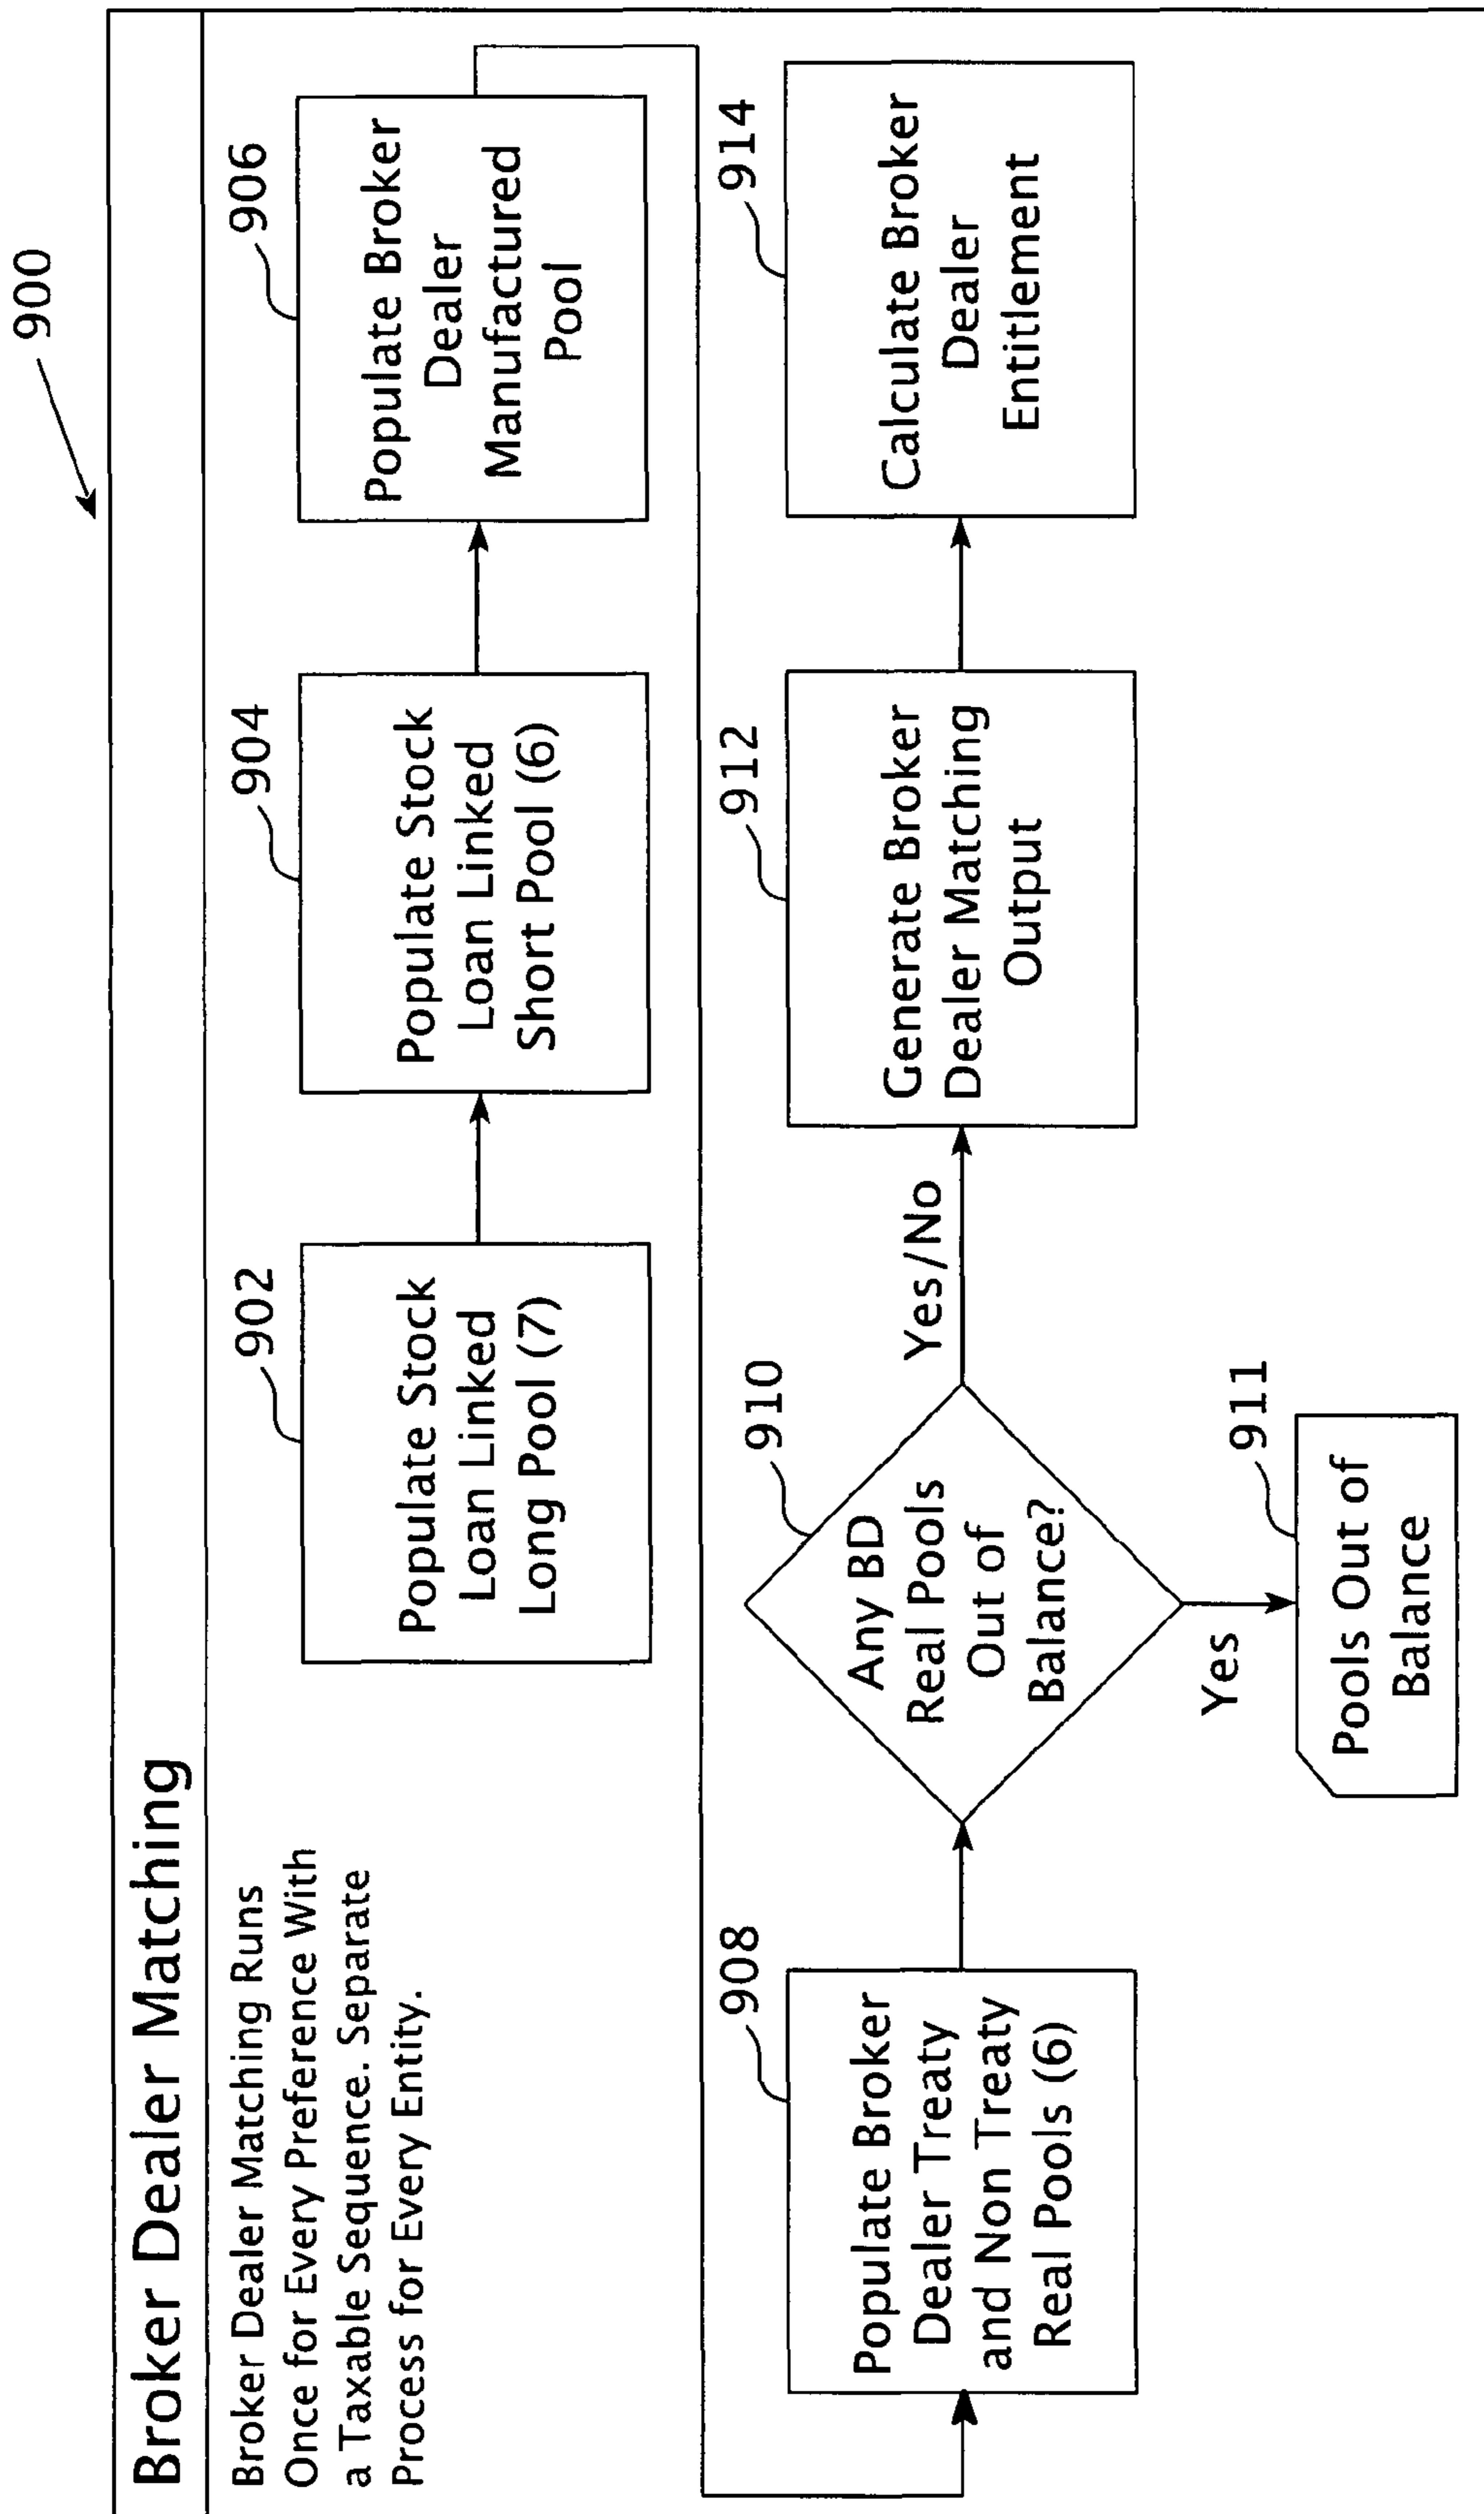 900
Broker Dealer Matching
Broker Dealer Matching Runs
Once for Every Preference With
a Taxable Sequence. Separate
Process for Every Entity.
902
Populate Stock
Loan Linked
Long Pool (7)
904
Populate Stock
Loan Linked
Short Pool (6)
906
Populate Broker
Dealer
Manufactured
Pool
908
Populate Broker
Dealer Treaty
and Non Treaty
Real Pools (6)
910
Any BD
Real Pools
Out of
Balance?
Yes
911
Pools Out of
Balance
Yes/No
912
Generate Broker
Dealer Matching
Output
914
Calculate Broker
Dealer
Entitlement